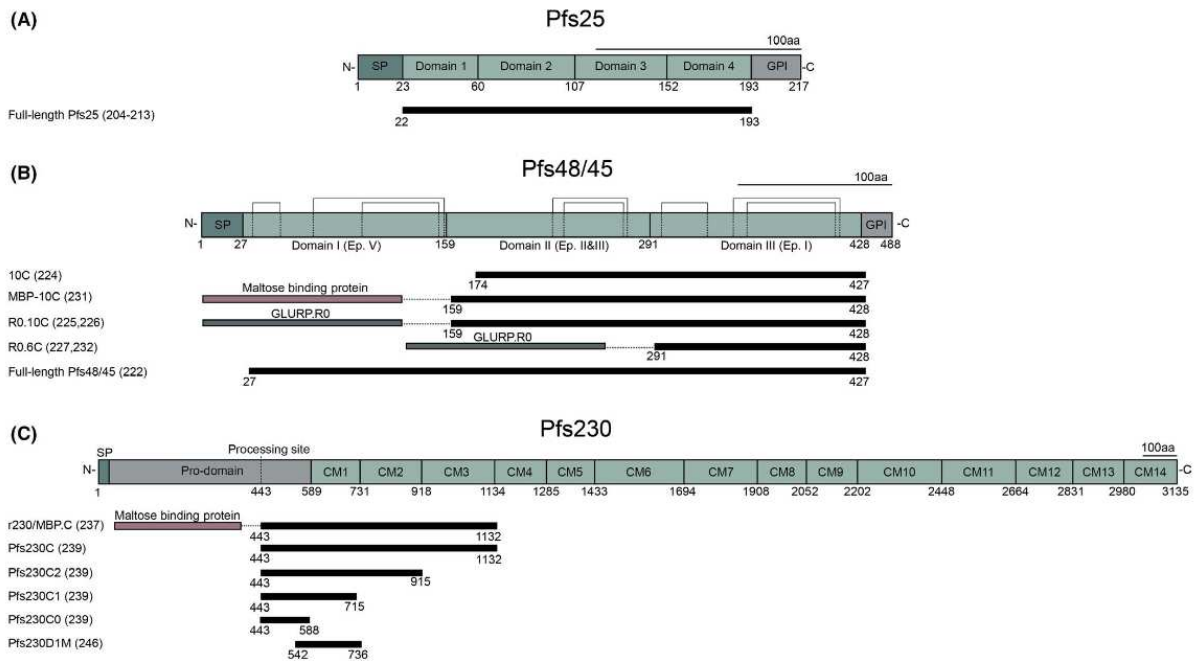 (A)
Pfs25
100aa
N- SP Domain 1 Domain 2 Domain 3 Domain 4 GPI -C
1 23 60 107 152 193 217
Full-length Pfs25 (204-213)
22 193
(B)
Pfs48/45
100aa
N- SP GPI -C
1 27 Domain I (Ep. V) 159 Domain II (Ep. II&III) 291 Domain III (Ep. I) 428 488
10C (224)
174 427
Maltose binding protein
MBP-10C (231)
159 428
GLURP.R0
R0.10C (225,226)
159 428
GLURP.R0
R0.6C (227,232)
291 428
Full-length Pfs48/45 (222)
27 427
(C)
Pfs230
SP Processing site 100aa
N- Pro-domain CM1 CM2 CM3 CM4 CM5 CM6 CM7 CM8 CM9 CM10 CM11 CM12 CM13 CM14 -C
1 443 589 731 918 1134 1285 1433 1694 1908 2052 2202 2448 2664 2831 2980 3135
Maltose binding protein
r230/MBP.C (237)
443 1132
Pfs230C (239)
443 1132
Pfs230C2 (239)
443 915
Pfs230C1 (239)
443 715
Pfs230C0 (239)
443 588
Pfs230D1M (246)
542 736